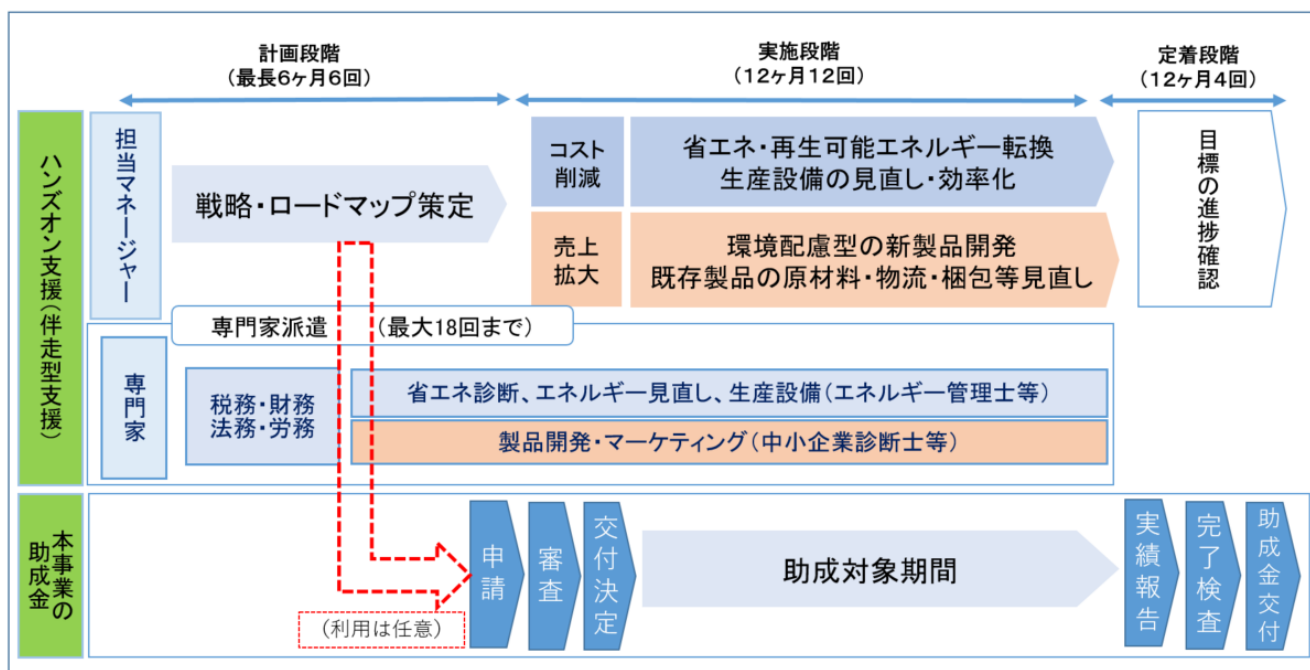 計画段階
（最長6ヶ月6回）
実施段階
（12ヶ月12回）
定着段階
（12ヶ月4回）
ハンズオン支援（伴走型支援）
担当マネージャー
戦略・ロードマップ策定
コスト
削減
省エネ・再生可能エネルギー転換
生産設備の見直し・効率化
売上
拡大
環境配慮型の新製品開発
既存製品の原材料・物流・梱包等見直し
目標の進捗確認
専門家派遣　（最大18回まで）
専門家
税務・財務
法務・労務
省エネ診断、エネルギー見直し、生産設備（エネルギー管理士等）
製品開発・マーケティング（中小企業診断士等）
本事業の
助成金
（利用は任意）
申請
審査
交付決定
助成対象期間
実績報告
完了検査
助成金交付